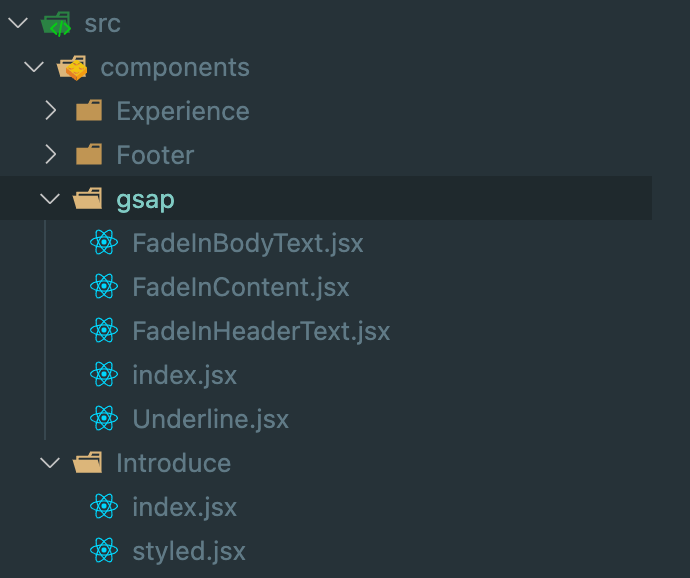 src
components
Experience
Footer
gsap
FadeInBodyText.jsx
FadeInContent.jsx
FadeInHeaderText.jsx
index.jsx
Underline.jsx
Introduce
index.jsx
styled.jsx